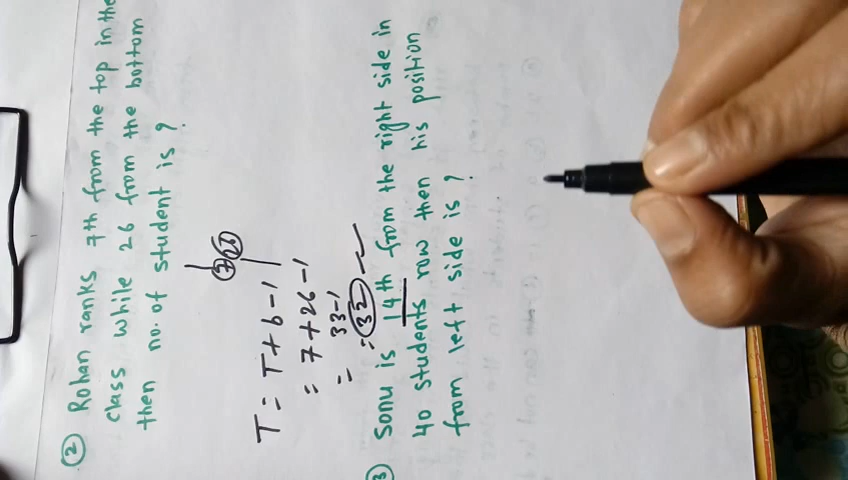 ② Rohan ranks 7th from the top in the
class while 26 from the bottom
then no. of student is ?
7 26
T = T + b - 1
= 7 + 26 - 1
= 33 - 1
= 32
3 Sonu is 14th from the right side in
40 students row then his position
from left side is ?